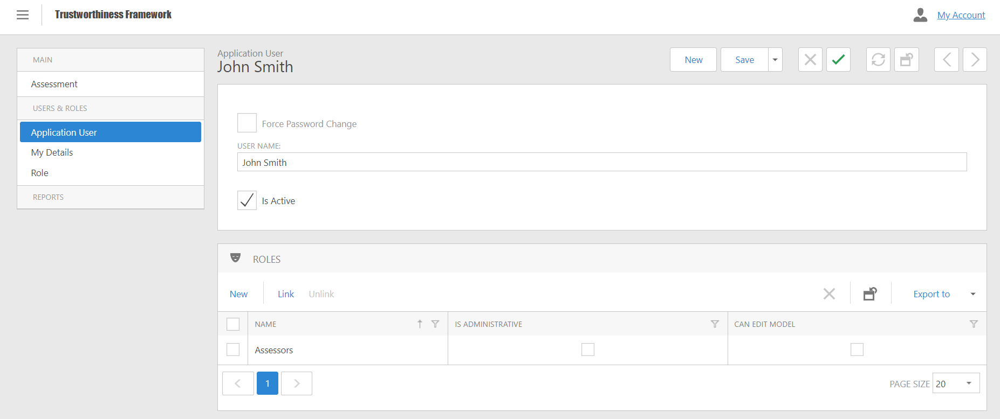 Trustworthiness Framework
My Account
MAIN
Assessment
USERS & ROLES
Application User
My Details
Role
REPORTS
Application User
John Smith
New
Save
Force Password Change
USER NAME:
John Smith
Is Active
ROLES
New
Link
Unlink
Export to
NAME
IS ADMINISTRATIVE
CAN EDIT MODEL
Assessors
1
PAGE SIZE 20